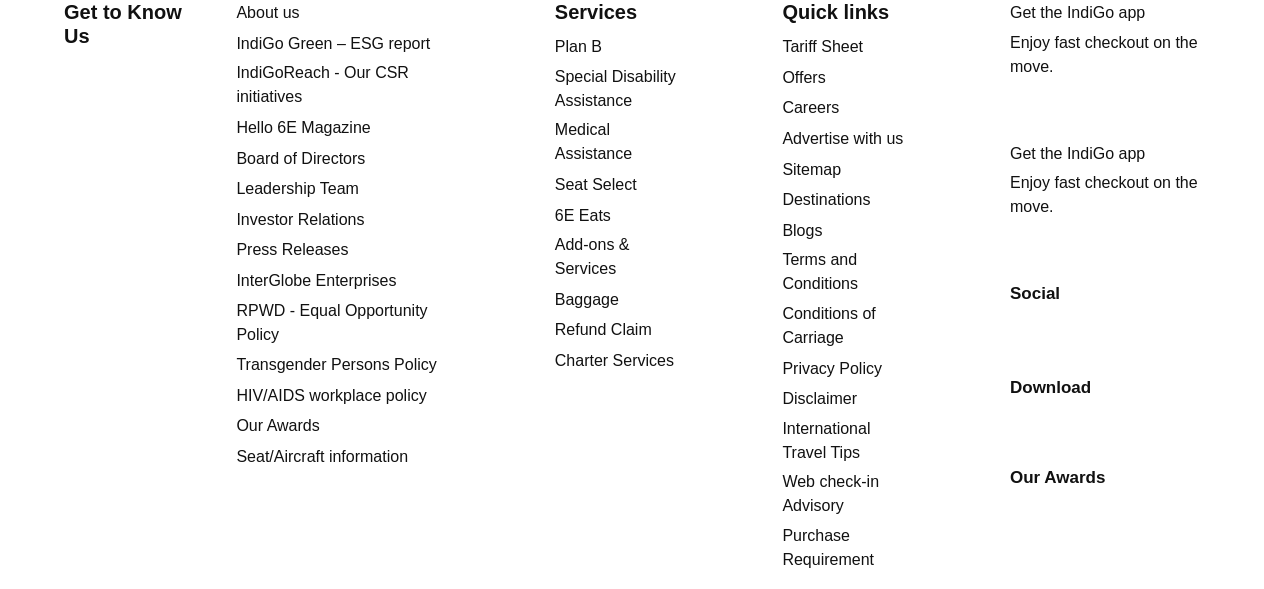 Get to Know
Us
About us
IndiGo Green – ESG report
IndiGoReach - Our CSR
initiatives
Hello 6E Magazine
Board of Directors
Leadership Team
Investor Relations
Press Releases
InterGlobe Enterprises
RPWD - Equal Opportunity
Policy
Transgender Persons Policy
HIV/AIDS workplace policy
Our Awards
Seat/Aircraft information
Services
Plan B
Special Disability
Assistance
Medical
Assistance
Seat Select
6E Eats
Add-ons &
Services
Baggage
Refund Claim
Charter Services
Quick links
Tariff Sheet
Offers
Careers
Advertise with us
Sitemap
Destinations
Blogs
Terms and
Conditions
Conditions of
Carriage
Privacy Policy
Disclaimer
International
Travel Tips
Web check-in
Advisory
Purchase
Requirement
Get the IndiGo app
Enjoy fast checkout on the
move.
Get the IndiGo app
Enjoy fast checkout on the
move.
Social
Download
Our Awards